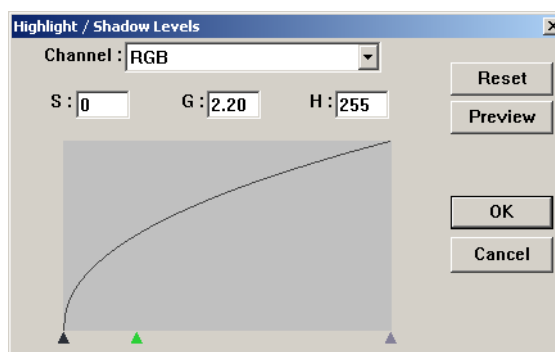 Highlight / Shadow Levels
Channel : RGB
S : 0 G : 2.20 H : 255
Reset
Preview
OK
Cancel